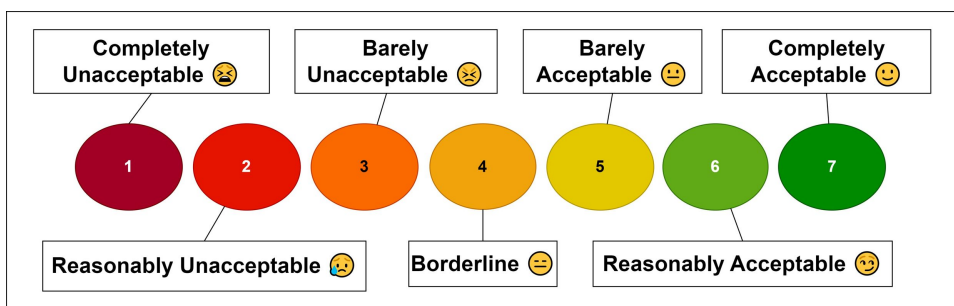 Completely
Unacceptable 😫
Barely
Unacceptable 😣
Barely
Acceptable 😐
Completely
Acceptable 🙂
1
2
3
4
5
6
7
Reasonably Unacceptable 😢
Borderline 😑
Reasonably Acceptable 😏